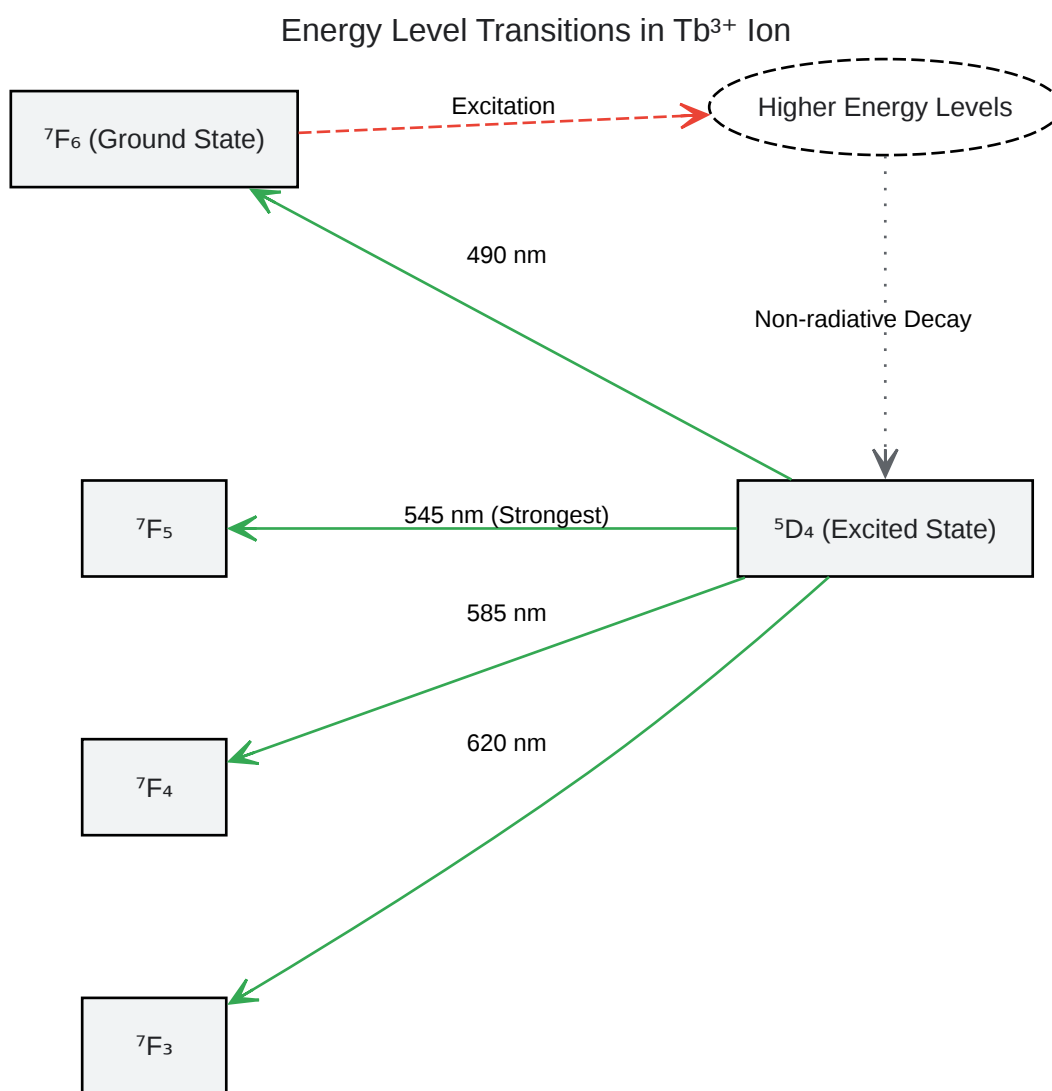 Energy Level Transitions in Tb³⁺ Ion
Excitation
Higher Energy Levels
⁷F₆ (Ground State)
490 nm
Non-radiative Decay
545 nm (Strongest)
⁷F₅
⁵D₄ (Excited State)
585 nm
620 nm
⁷F₄
⁷F₃